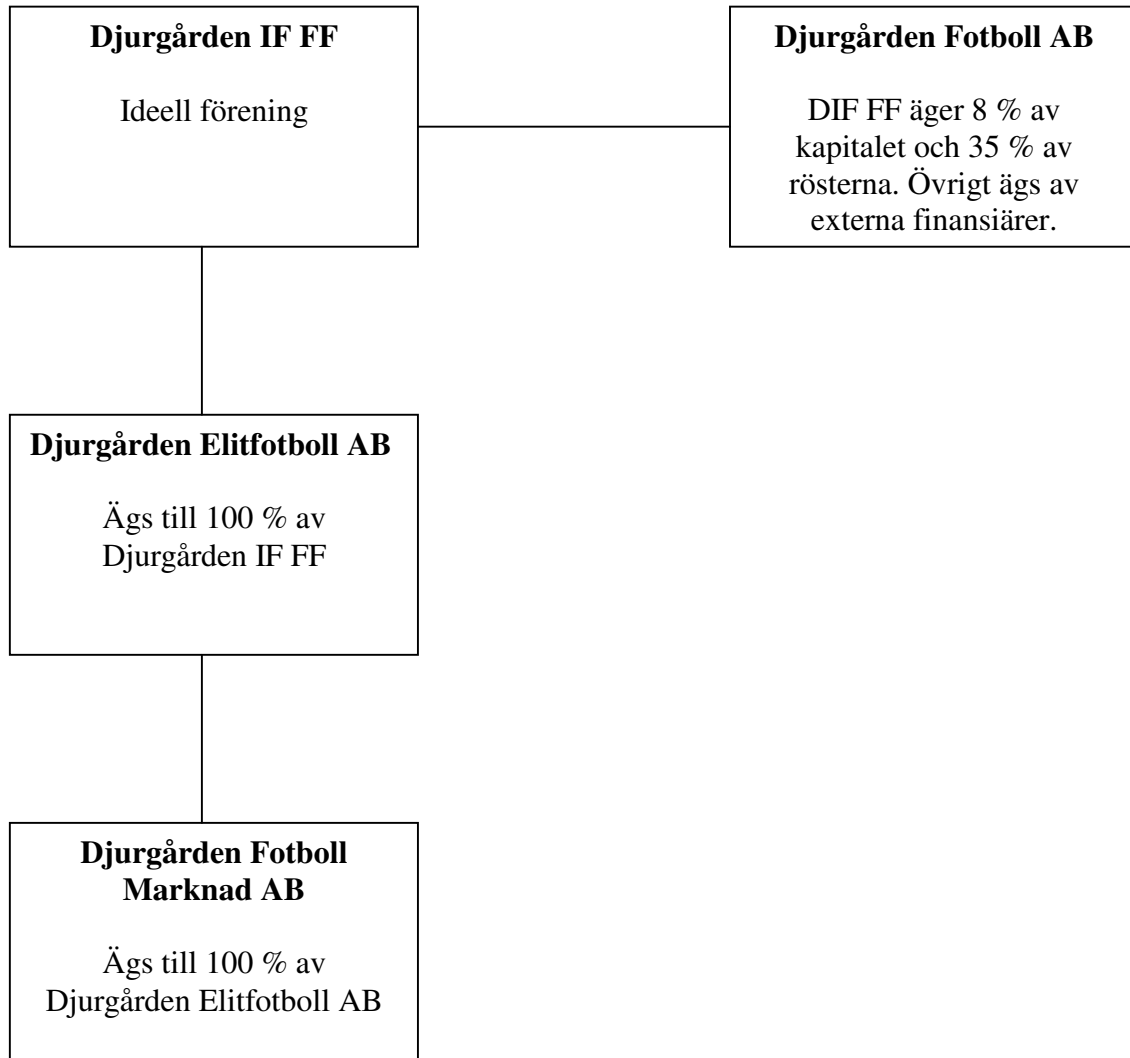 Djurgården IF FF
Ideell förening
Djurgården Fotboll AB
DIF FF äger 8 % av
kapitalet och 35 % av
rösterna. Övrigt ägs av
externa finansiärer.
Djurgården Elitfotboll AB
Ägs till 100 % av
Djurgården IF FF
Djurgården Fotboll
Marknad AB
Ägs till 100 % av
Djurgården Elitfotboll AB